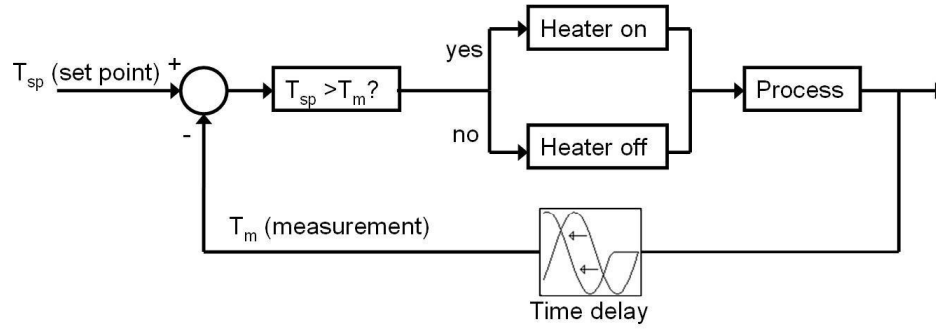 Heater on
yes
+
T_sp (set point)
T_sp >T_m?
Process
-
no
Heater off
T_m (measurement)
Time delay